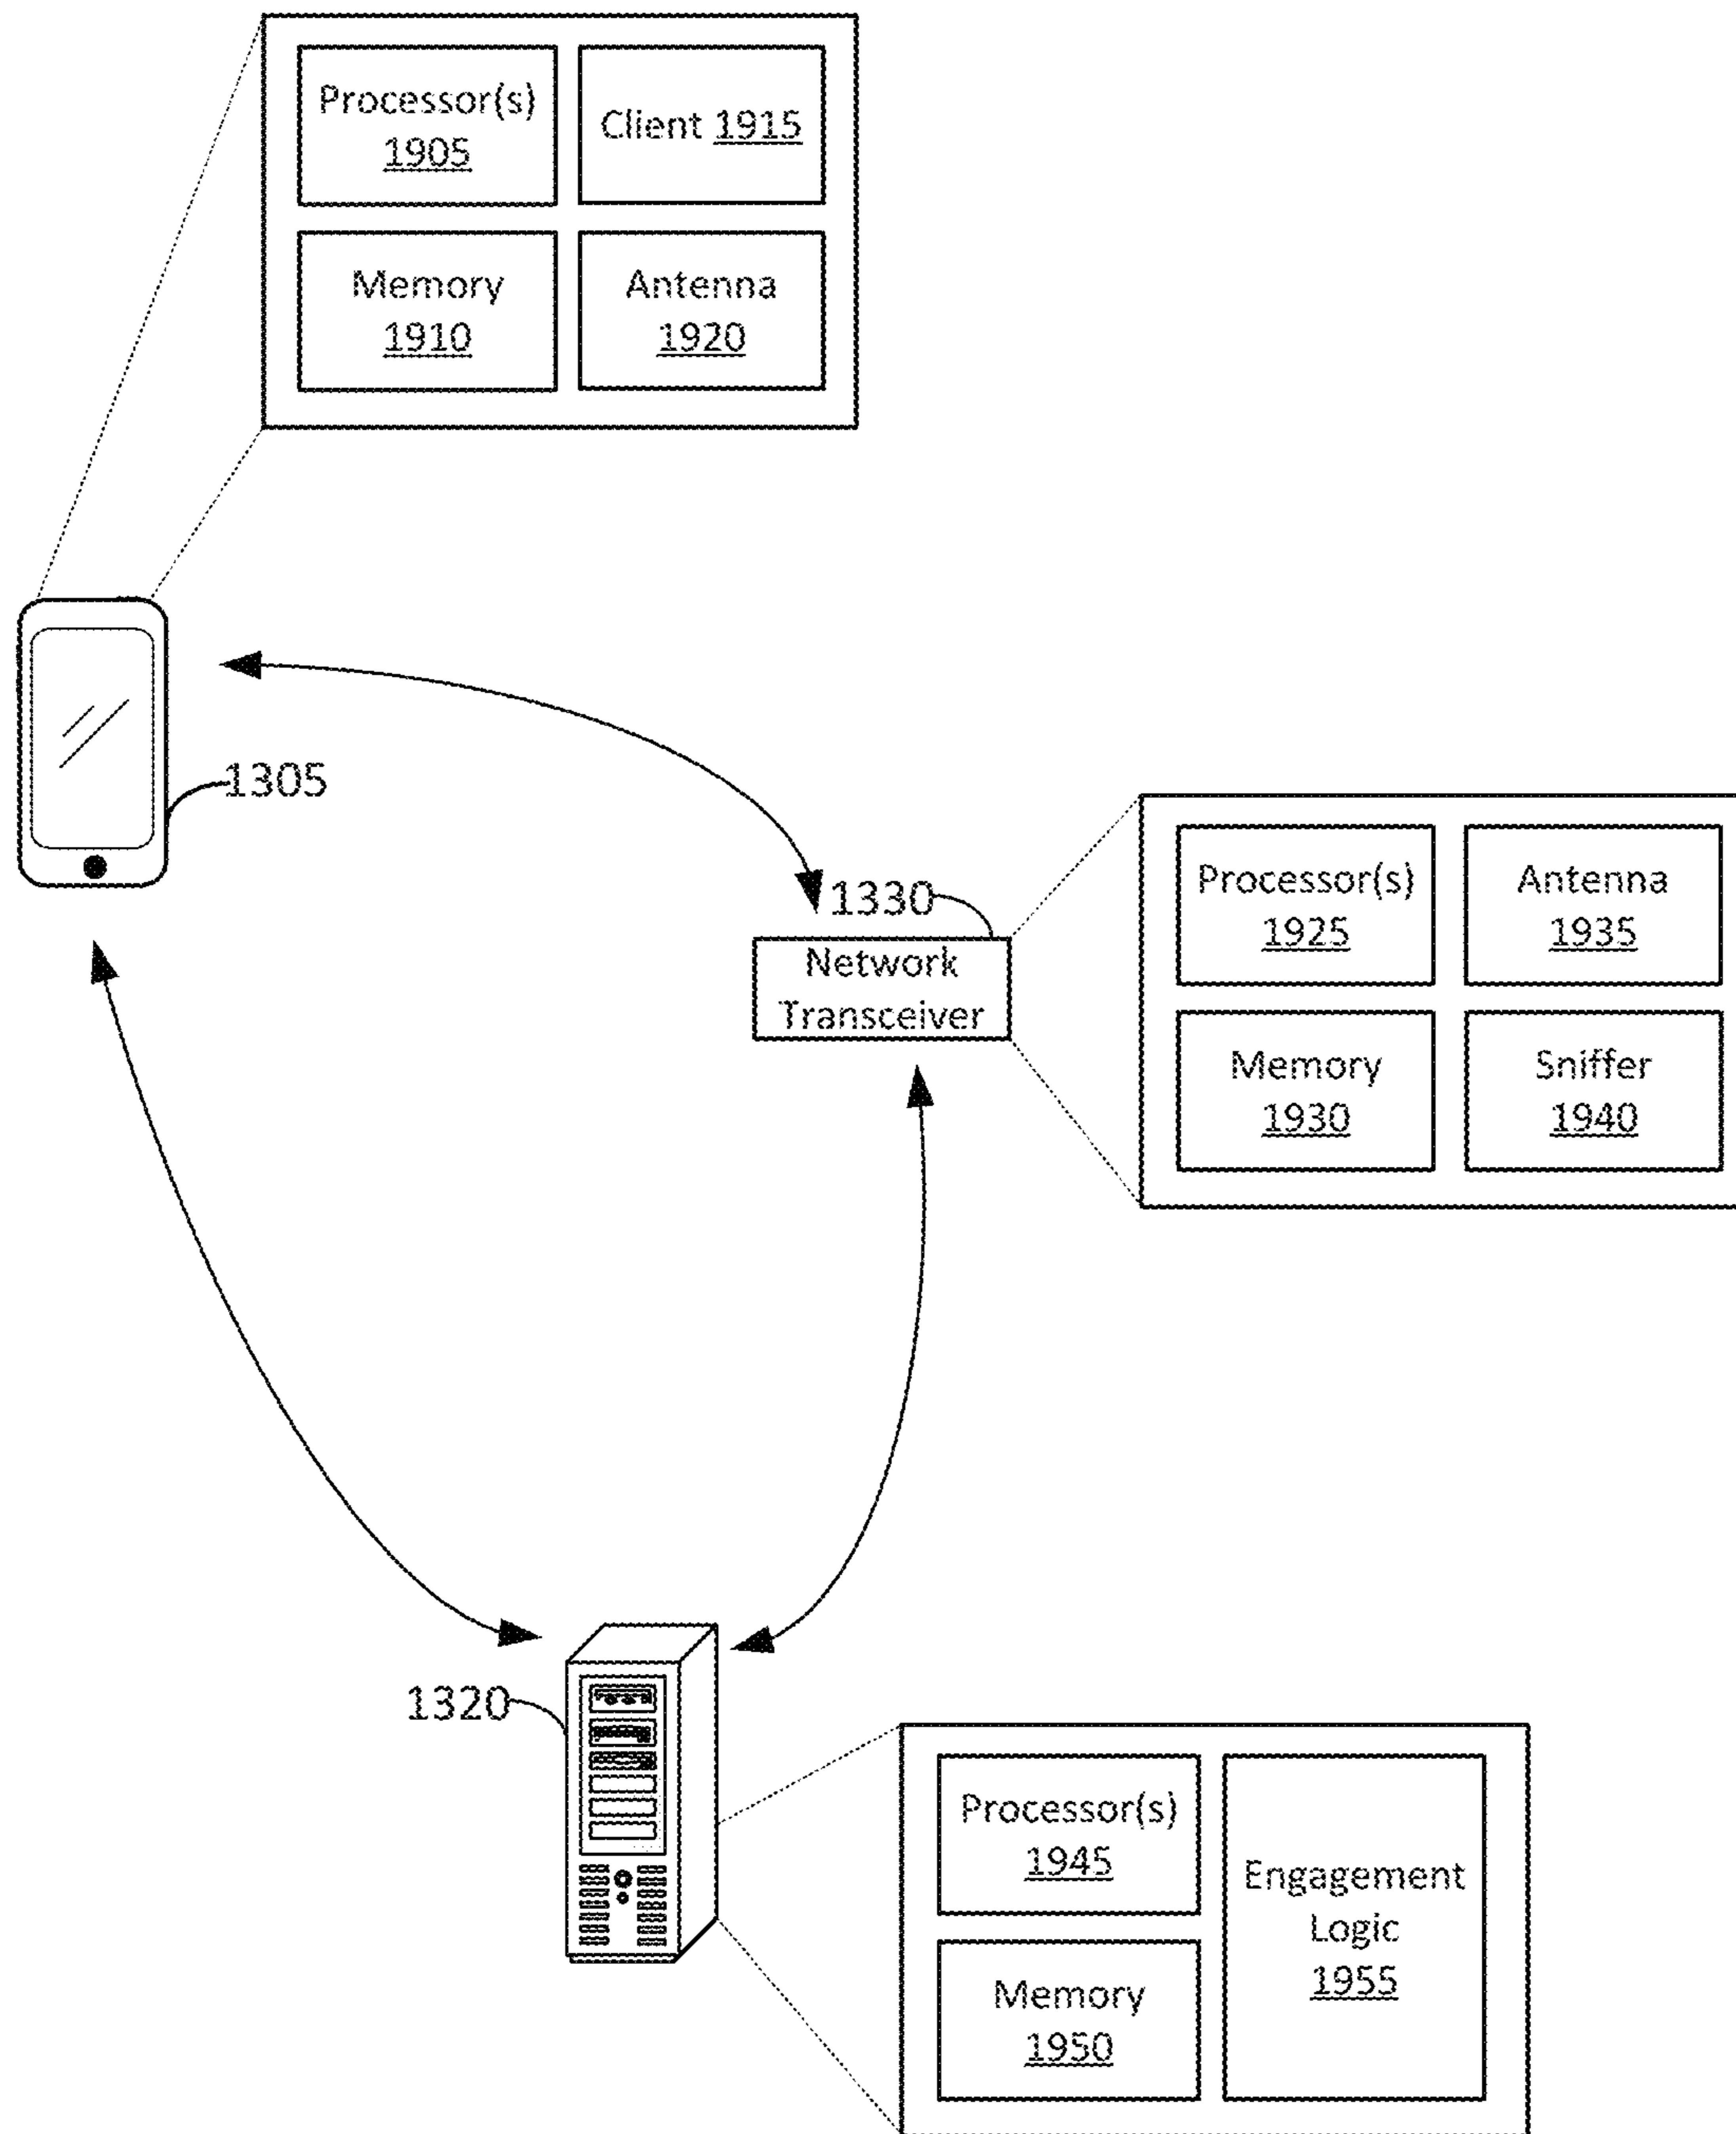 Processor(s)
1905
Client 1915
Memory
1910
Antenna
1920
1305
1330
Network
Transceiver
Processor(s)
1925
Antenna
1935
Memory
1930
Sniffer
1940
1320
Processor(s)
1945
Engagement
Logic
1955
Memory
1950